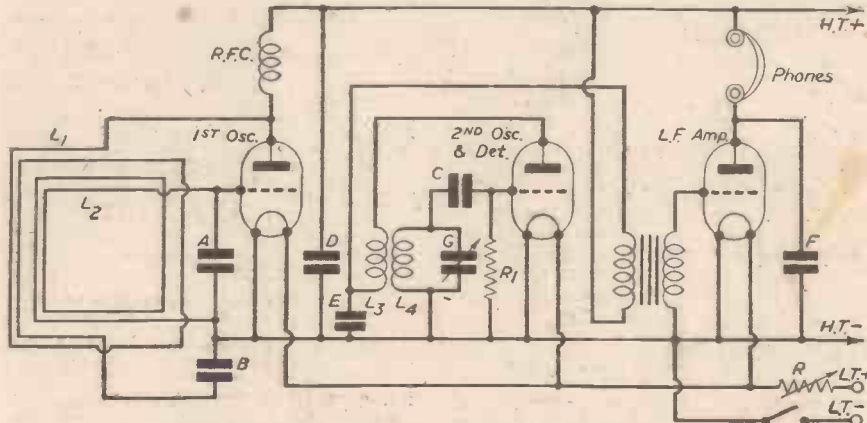 H.T.+
R.F.C.
Phones
L1
1ST Osc.
2ND Osc.
& Det.
L.F. Amp.
C
L2
A
D
G
R1
F
E
L3
L4
H.T.-
B
R
L.T.+
L.T.-